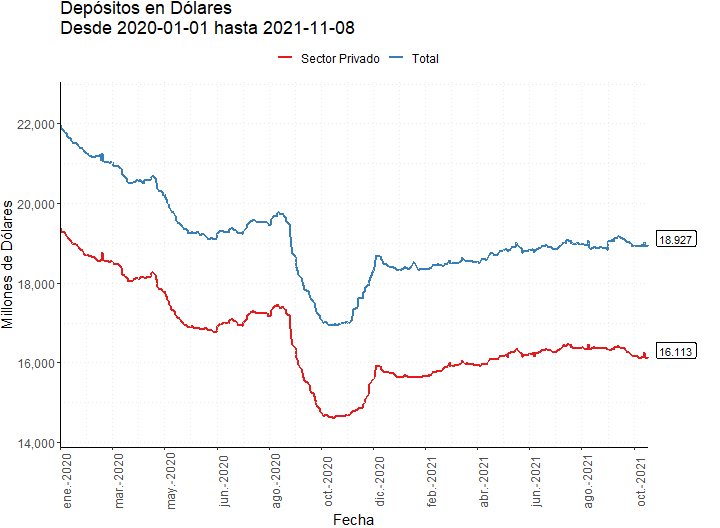 Depósitos en Dólares
Desde 2020-01-01 hasta 2021-11-08
Sector Privado Total
Millones de Dólares
22,000
20,000
18,000
16,000
14,000
18.927
16.113
ene.-2020 mar.-2020 may.-2020 jun.-2020 ago.-2020 oct.-2020 dic.-2020 feb.-2021 abr.-2021 jun.-2021 ago.-2021 oct.-2021
Fecha